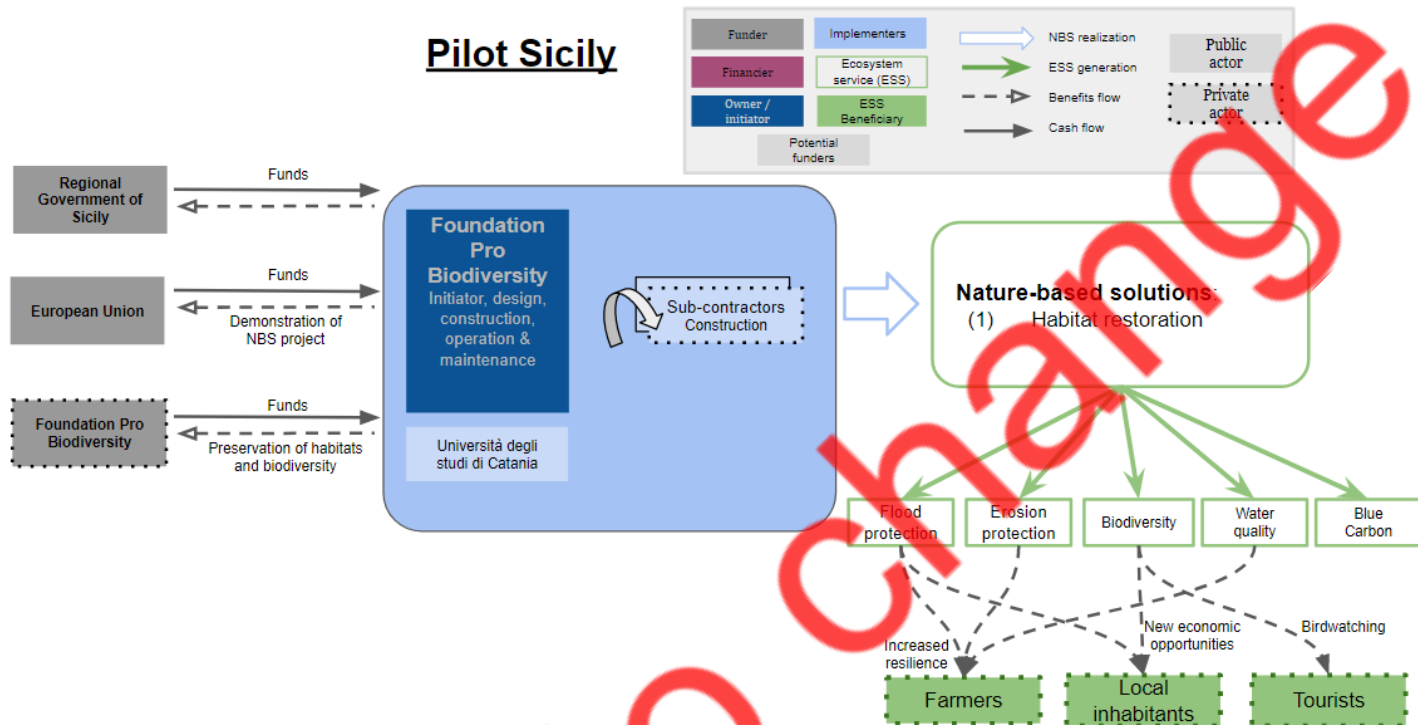 Pilot Sicily
Funder
Implementers
NBS realization
Public
actor
Financier
Ecosystem
service (ESS)
ESS generation
Owner /
initiator
ESS
Beneficiary
Benefits flow
Private
actor
Cash flow
Potential
funders
Regional
Government of
Sicily
Funds
European Union
Funds
Demonstration of
NBS project
Foundation Pro
Biodiversity
Funds
Preservation of habitats
and biodiversity
Foundation
Pro
Biodiversity
Initiator, design,
construction,
operation &
maintenance
Università degli
studi di Catania
Sub-contractors
Construction
Nature-based solutions:
(1) Habitat restoration
Flood
protection
Erosion
protection
Biodiversity
Water
quality
Blue
Carbon
Increased
resilience
New economic
opportunities
Birdwatching
Farmers
Local
inhabitants
Tourists
change